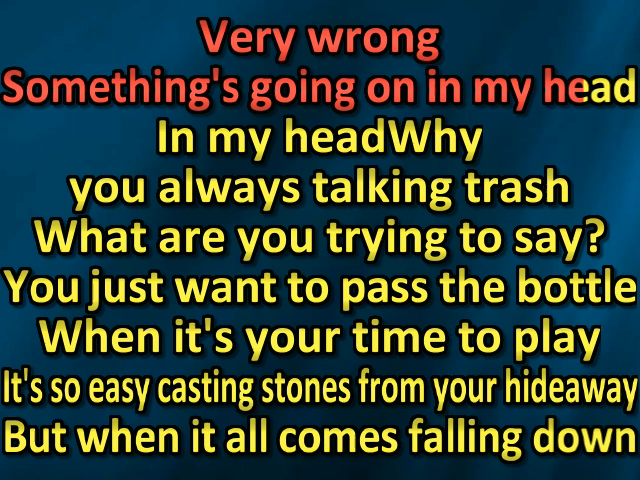 Very wrong
Something's going on in my head
In my headWhy
you always talking trash
What are you trying to say?
You just want to pass the bottle
When it's your time to play
It's so easy casting stones from your hideaway
But when it all comes falling down